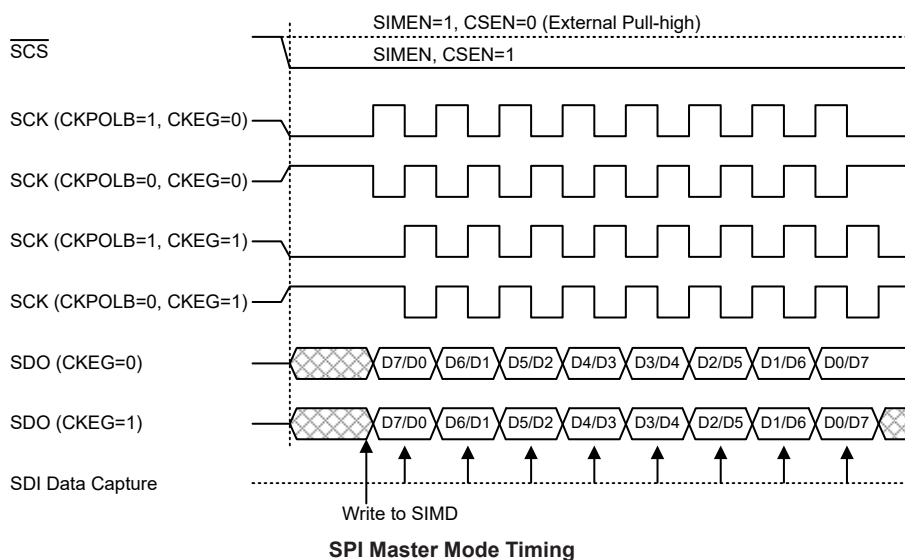 SIMEN=1, CSEN=0 (External Pull-high)
SCS
SIMEN, CSEN=1
SCK (CKPOLB=1, CKEG=0)
SCK (CKPOLB=0, CKEG=0)
SCK (CKPOLB=1, CKEG=1)
SCK (CKPOLB=0, CKEG=1)
SDO (CKEG=0) D7/D0 D6/D1 D5/D2 D4/D3 D3/D4 D2/D5 D1/D6 D0/D7
SDO (CKEG=1) D7/D0 D6/D1 D5/D2 D4/D3 D3/D4 D2/D5 D1/D6 D0/D7
SDI Data Capture
Write to SIMD
SPI Master Mode Timing